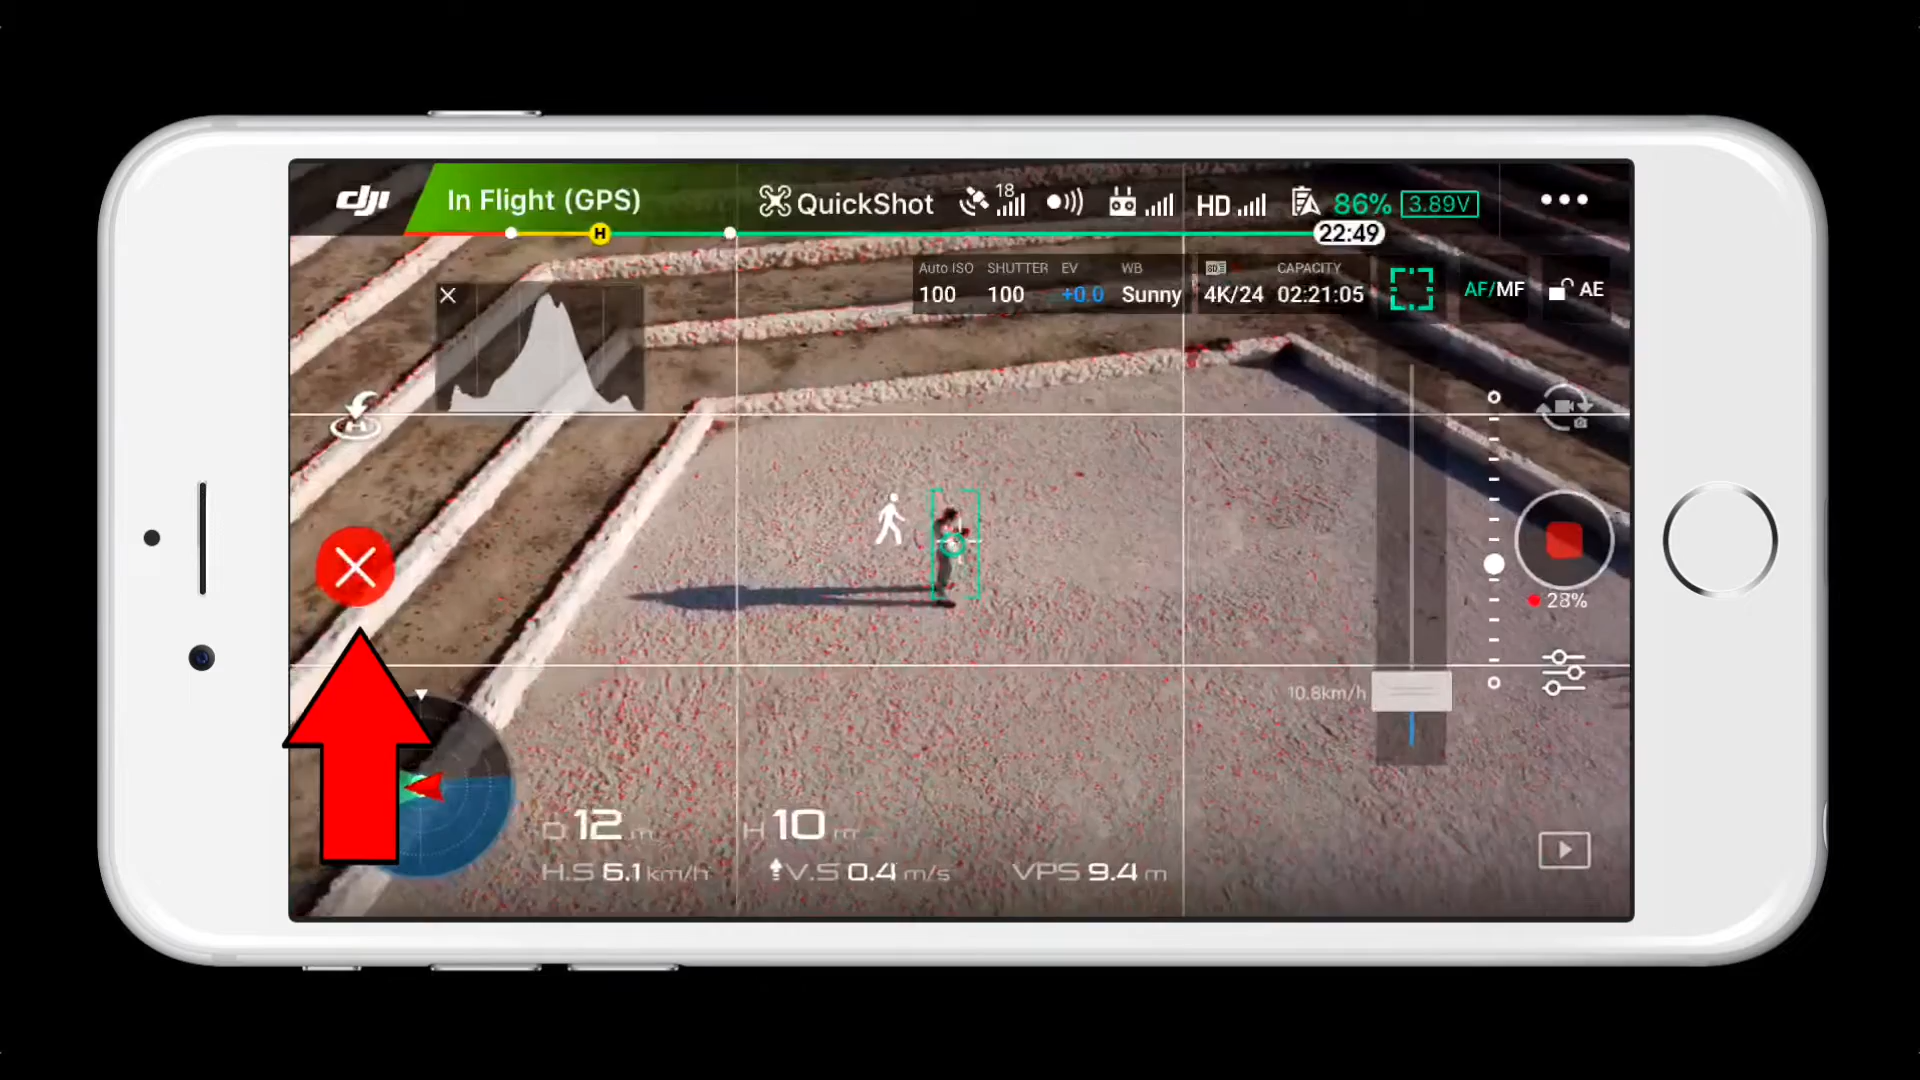 dji In Flight (GPS) QuickShot 18 HD 86% 3.89V •••
H 22:49
Auto ISO SHUTTER EV WB CAPACITY
100 100 +0.0 Sunny 4K/24 02:21:05 AF/MF AE
H
28%
10.8km/h
D 12 m H 10 m
H.S 6.1 km/h V.S 0.4 m/s VPS 9.4 m